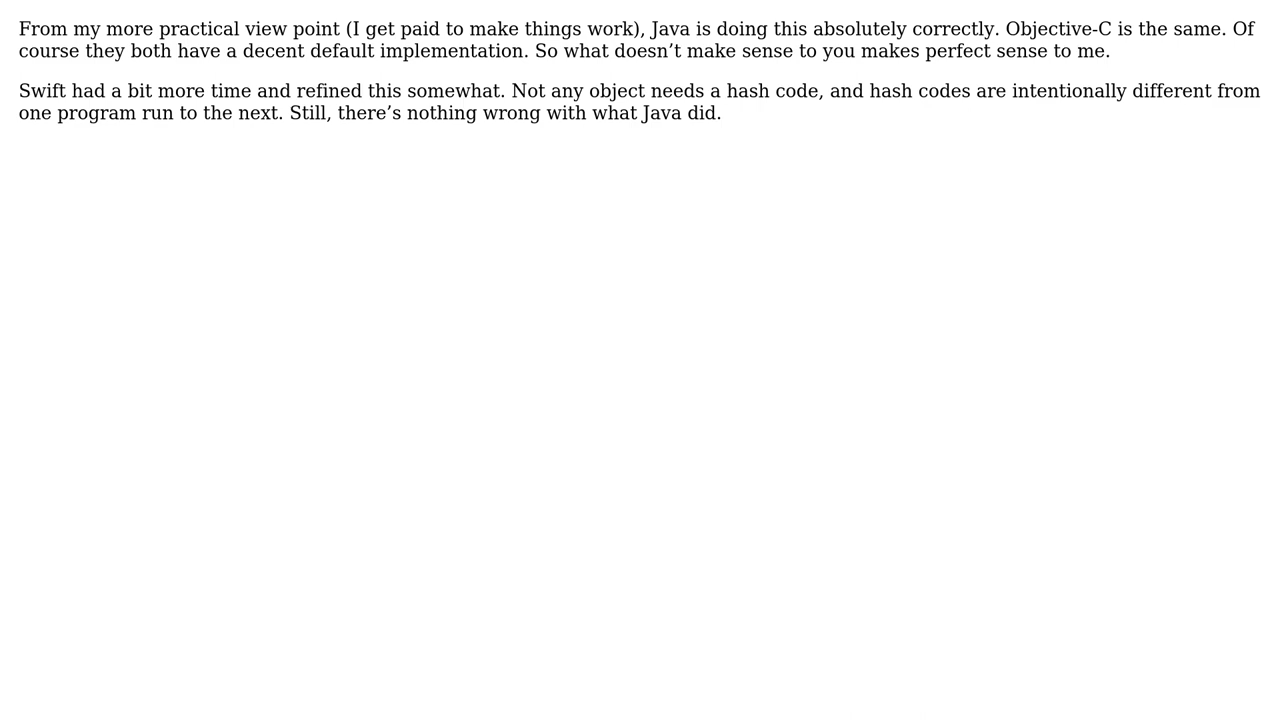 From my more practical view point (I get paid to make things work), Java is doing this absolutely correctly. Objective-C is the same. Of
course they both have a decent default implementation. So what doesn’t make sense to you makes perfect sense to me.
Swift had a bit more time and refined this somewhat. Not any object needs a hash code, and hash codes are intentionally different from
one program run to the next. Still, there’s nothing wrong with what Java did.